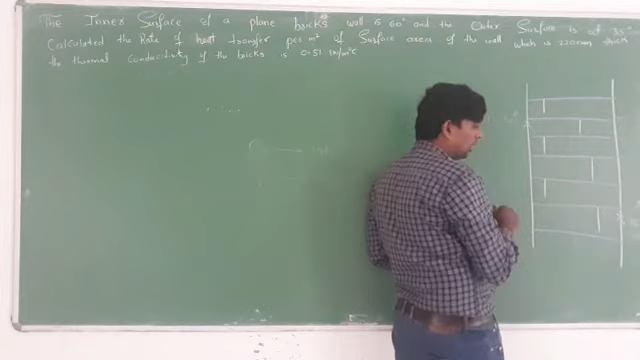 The Inner Surface of a plane bricks wall is 60° and the Outer Surface is at 35°
Calculated the Rate of heat transfer per m² of Surface area of the wall which is 220mm thick
the thermal conductivity of the bricks is 0.51 W/m°C